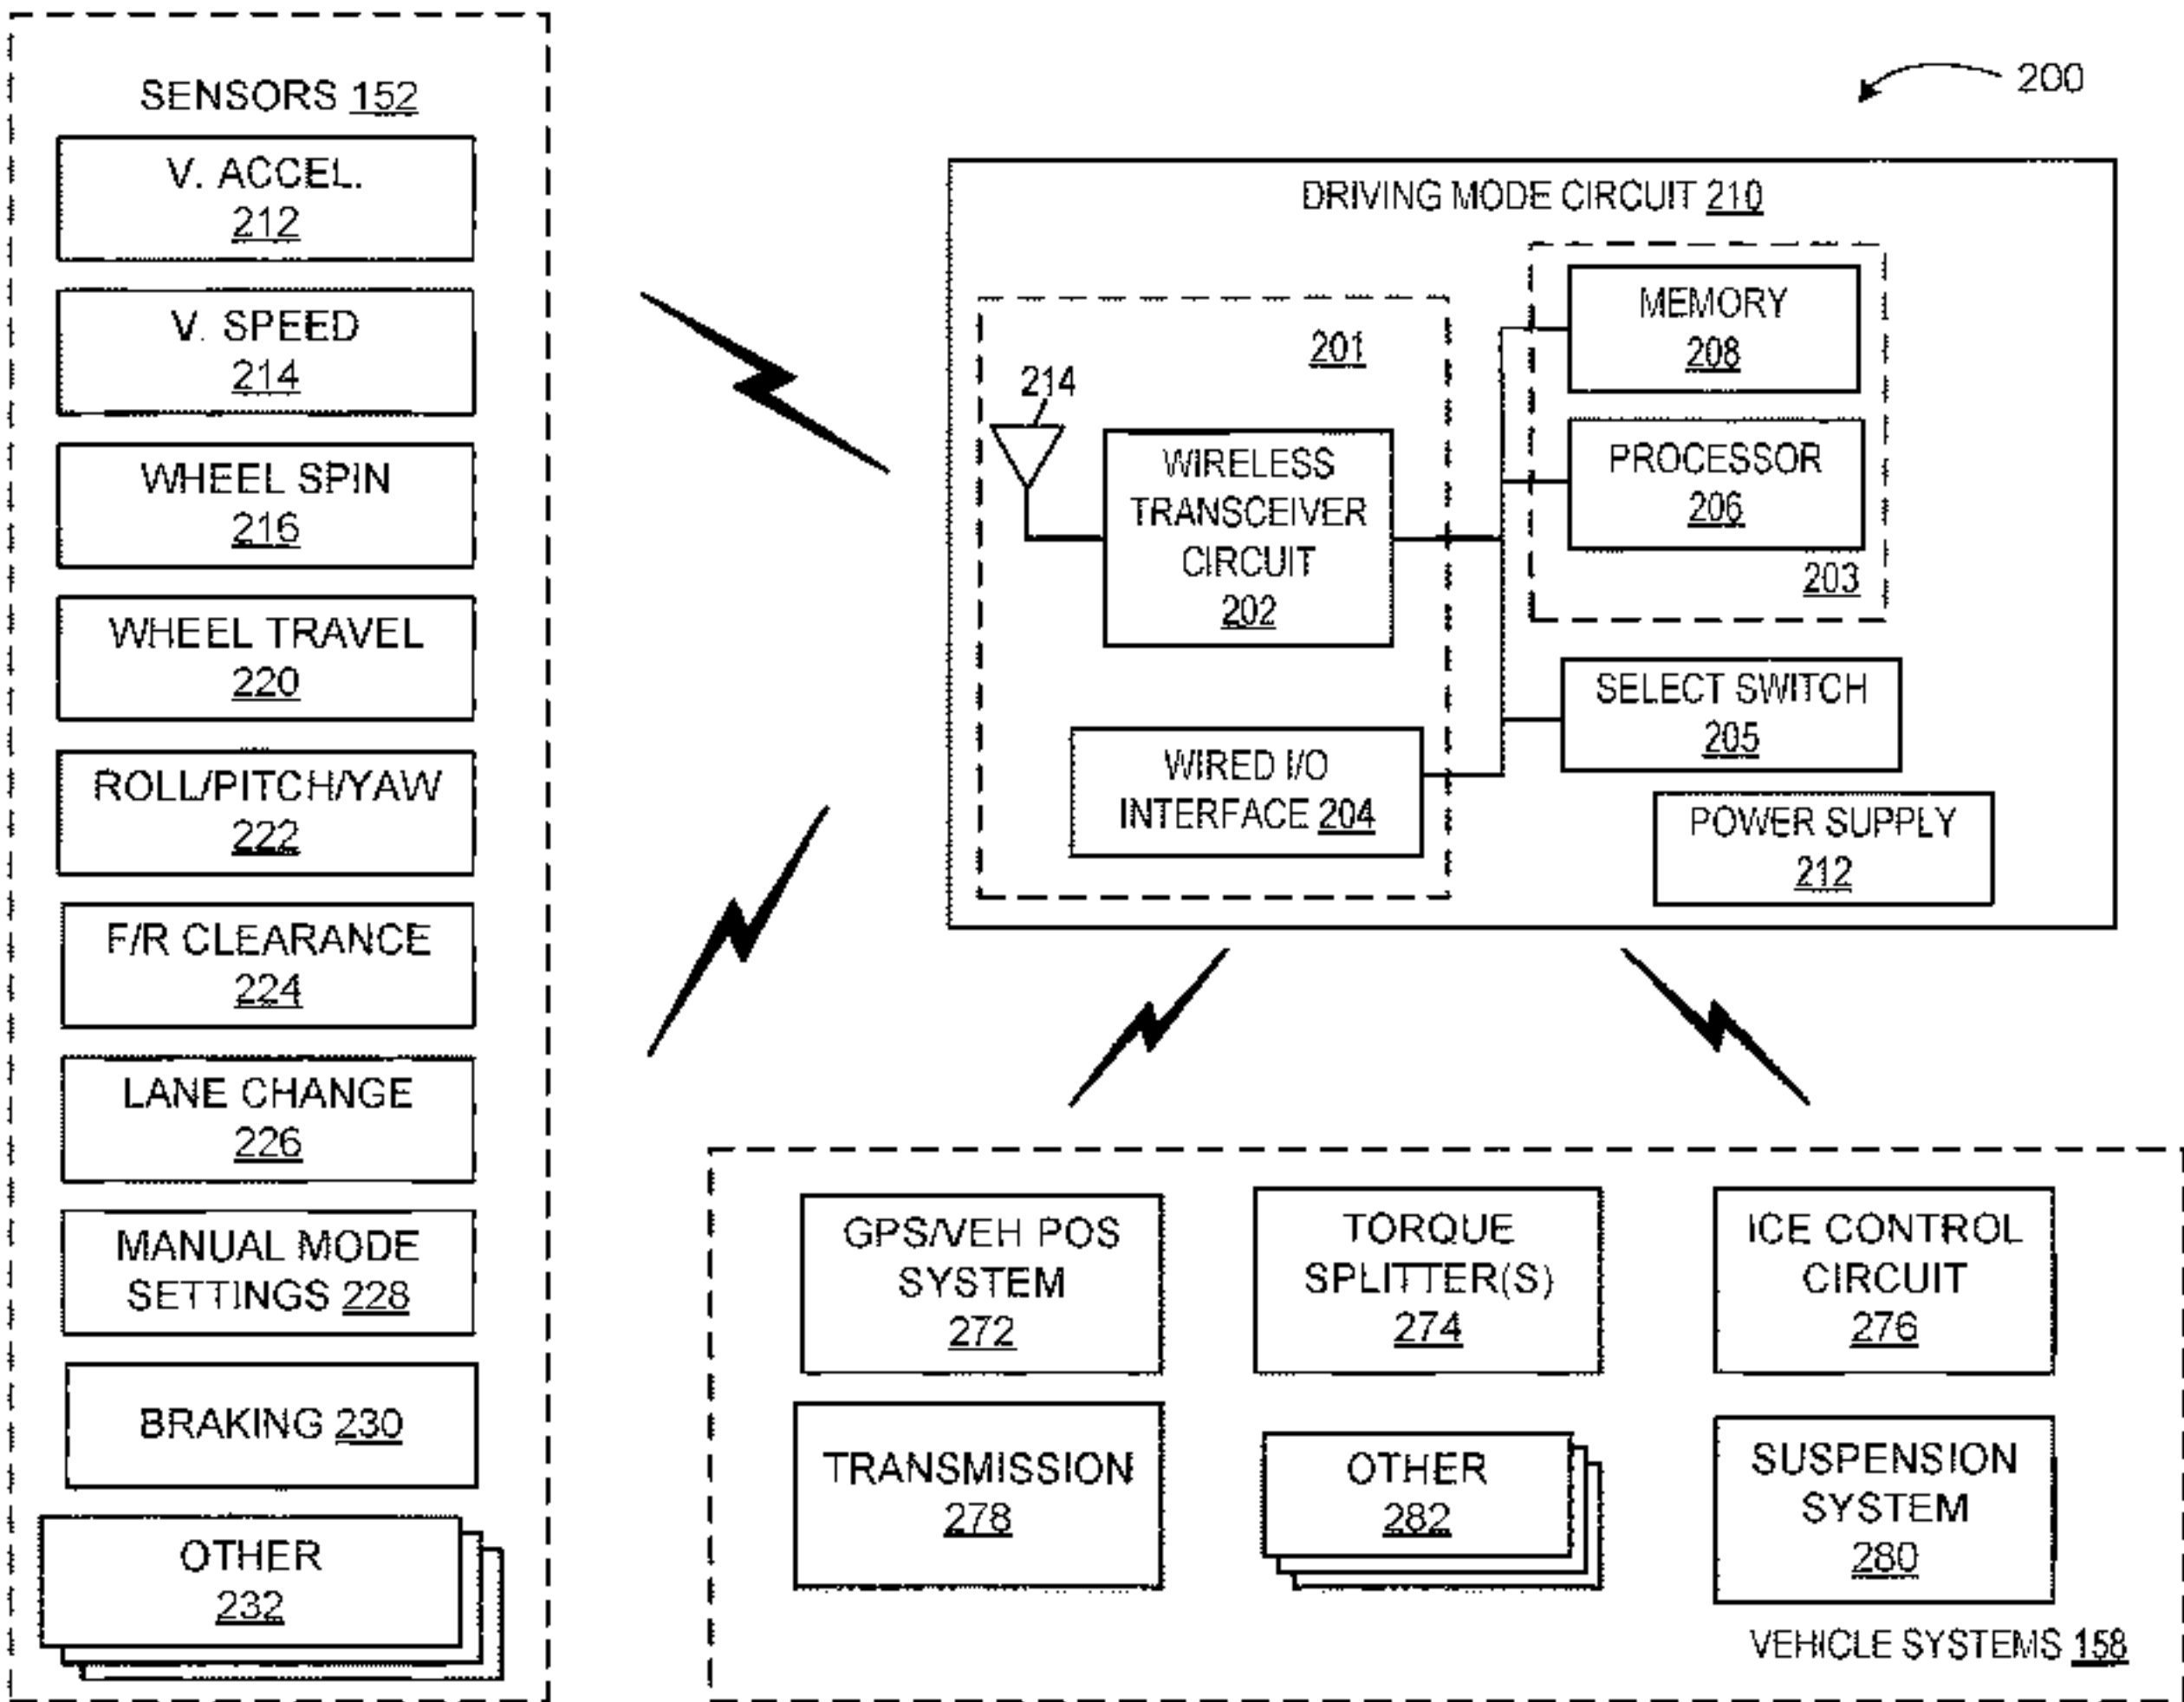 SENSORS 152
V. ACCEL.
212
V. SPEED
214
WHEEL SPIN
216
WHEEL TRAVEL
220
ROLL/PITCH/YAW
222
F/R CLEARANCE
224
LANE CHANGE
226
MANUAL MODE
SETTINGS 228
BRAKING 230
OTHER
232
200
DRIVING MODE CIRCUIT 210
201
214
WIRELESS
TRANSCEIVER
CIRCUIT
202
WIRED I/O
INTERFACE 204
MEMORY
208
PROCESSOR
206
203
SELECT SWITCH
205
POWER SUPPLY
212
GPS/VEH POS
SYSTEM
272
TORQUE
SPLITTER(S)
274
ICE CONTROL
CIRCUIT
276
TRANSMISSION
278
OTHER
282
SUSPENSION
SYSTEM
280
VEHICLE SYSTEMS 158